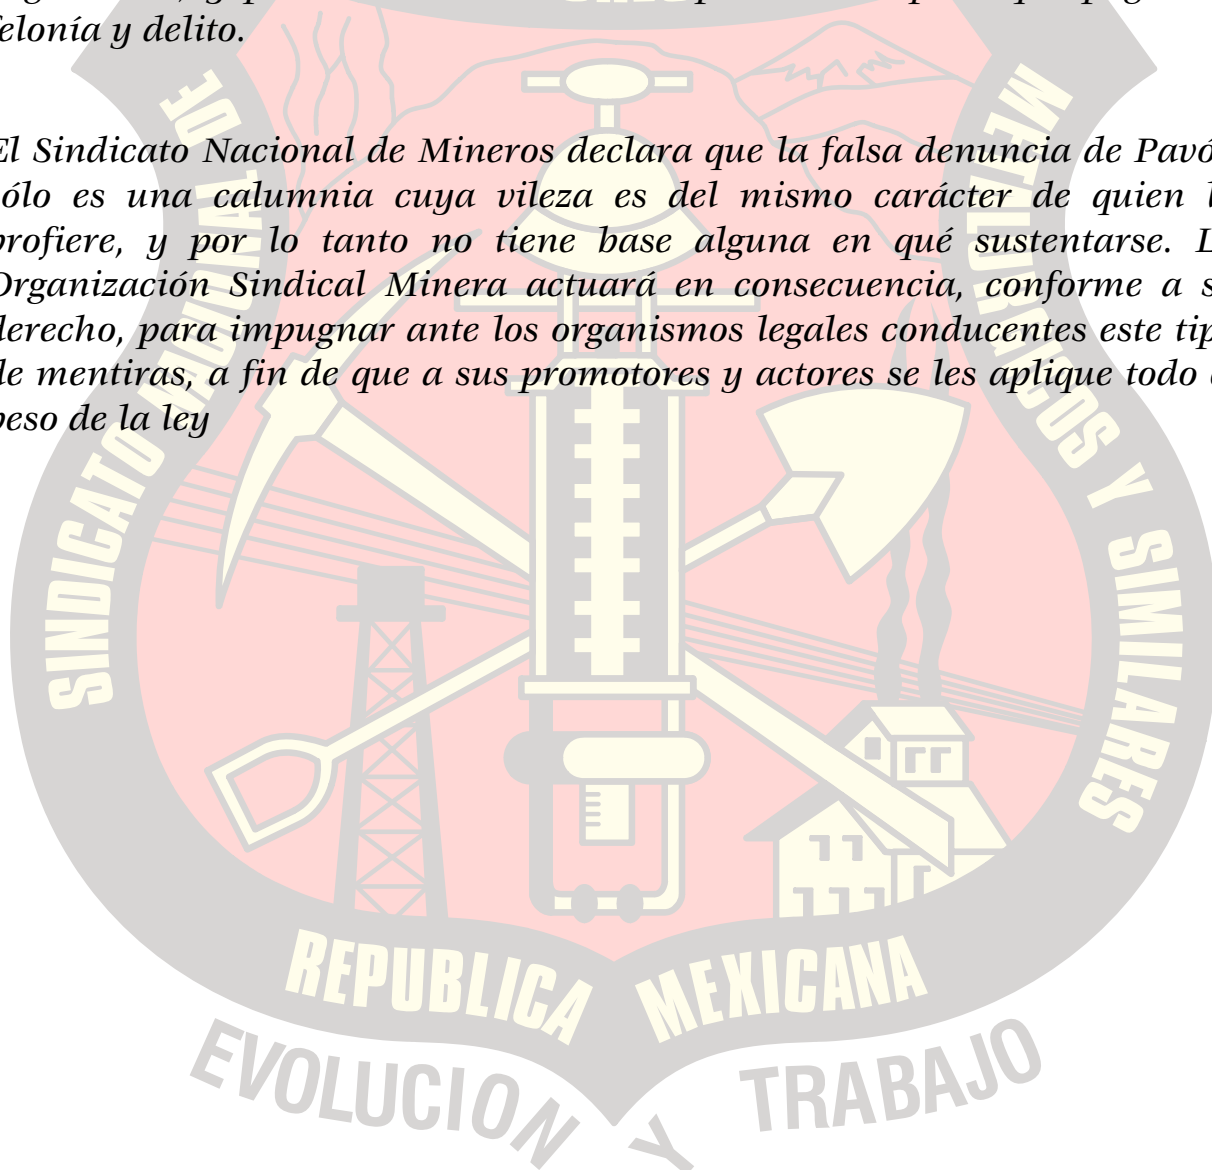 felonía y delito.
El Sindicato Nacional de Mineros declara que la falsa denuncia de
sólo es una calumnia cuya vileza es del mismo carácter de quien
profiere, y por lo tanto no tiene base alguna en qué sustentarse.
Organización Sindical Minera actuará en consecuencia, conforme a
derecho, para impugnar ante los organismos legales conducentes este
de mentiras, a fin de que a sus promotores y actores se les aplique todo
peso de la ley
SINDICATO NACIONAL DE
METALURGICOS Y SIMILARES
REPUBLICA MEXICANA
EVOLUCION Y TRABAJO